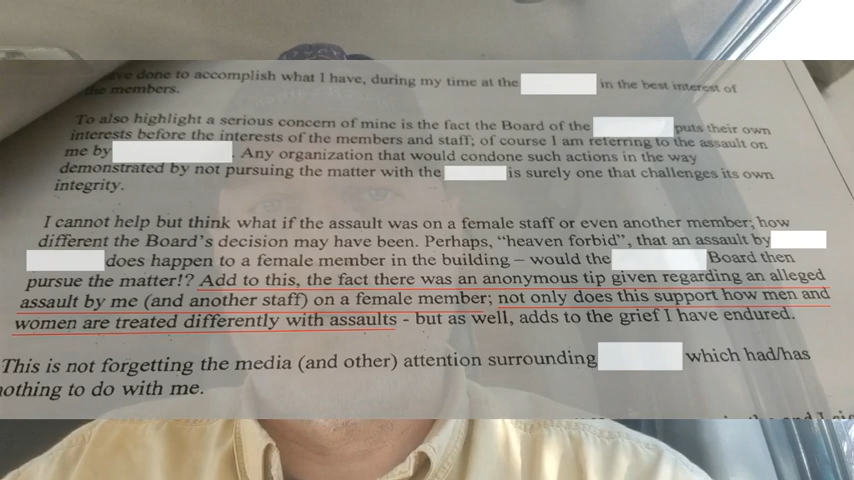 have done to accomplish what I have, during my time at the in the best interest of
the members.
To also highlight a serious concern of mine is the fact the Board of the puts their own
interests before the interests of the members and staff; of course I am referring to the assault on
me by . Any organization that would condone such actions in the way
demonstrated by not pursuing the matter with the is surely one that challenges its own
integrity.
I cannot help but think what if the assault was on a female staff or even another member; how
different the Board's decision may have been. Perhaps, "heaven forbid", that an assault by
does happen to a female member in the building – would the Board then
pursue the matter!? Add to this, the fact there was an anonymous tip given regarding an alleged
assault by me (and another staff) on a female member; not only does this support how men and
women are treated differently with assaults - but as well, adds to the grief I have endured.
This is not forgetting the media (and other) attention surrounding which had/has
nothing to do with me.